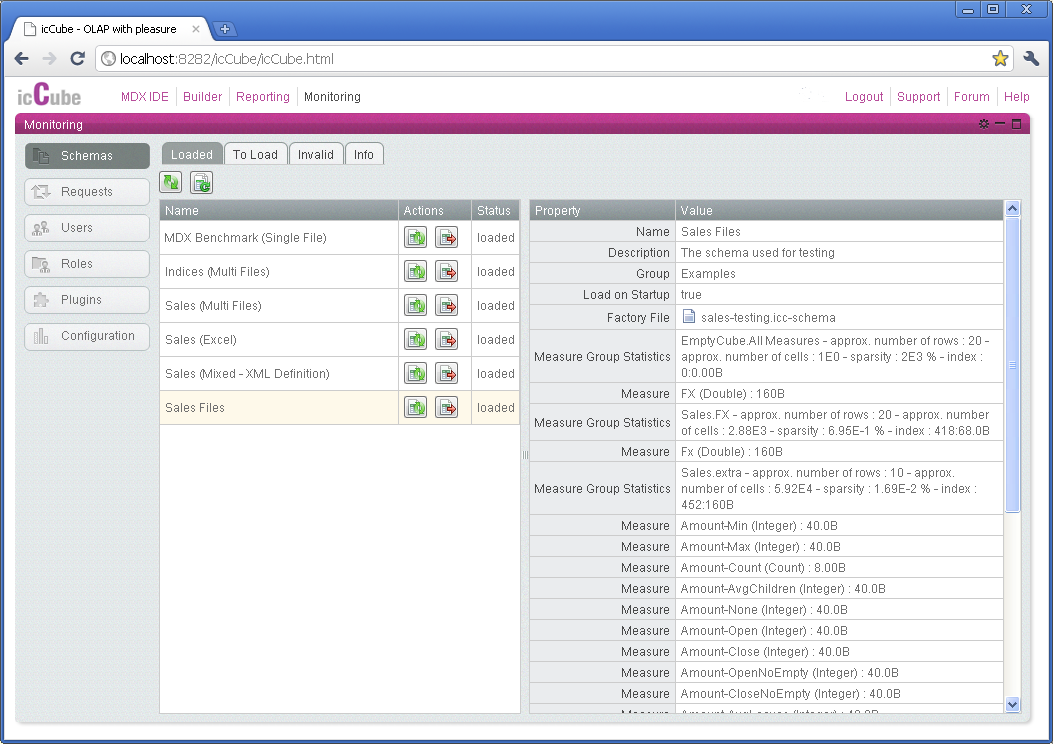 icCube - OLAP with pleasure
localhost:8282/icCube/icCube.html
icCube
MDX IDE Builder Reporting Monitoring
Logout Support Forum Help
Monitoring
Schemas
Requests
Users
Roles
Plugins
Configuration
Loaded To Load Invalid Info
Name Actions Status
MDX Benchmark (Single File) loaded
Indices (Multi Files) loaded
Sales (Multi Files) loaded
Sales (Excel) loaded
Sales (Mixed - XML Definition) loaded
Sales Files loaded
Property Value
Name Sales Files
Description The schema used for testing
Group Examples
Load on Startup true
Factory File sales-testing.icc-schema
Measure Group Statistics EmptyCube.All Measures - approx. number of rows : 20 -
approx. number of cells : 1E0 - sparsity : 2E3 % - index :
0:0.00B
Measure FX (Double) : 160B
Measure Group Statistics Sales.FX - approx. number of rows : 20 - approx. number
of cells : 2.88E3 - sparsity : 6.95E-1 % - index : 418:68.0B
Measure Fx (Double) : 160B
Measure Group Statistics Sales.extra - approx. number of rows : 10 - approx.
number of cells : 5.92E4 - sparsity : 1.69E-2 % - index :
452:160B
Measure Amount-Min (Integer) : 40.0B
Measure Amount-Max (Integer) : 40.0B
Measure Amount-Count (Count) : 8.00B
Measure Amount-AvgChildren (Integer) : 40.0B
Measure Amount-None (Integer) : 40.0B
Measure Amount-Open (Integer) : 40.0B
Measure Amount-Close (Integer) : 40.0B
Measure Amount-OpenNoEmpty (Integer) : 40.0B
Measure Amount-CloseNoEmpty (Integer) : 40.0B